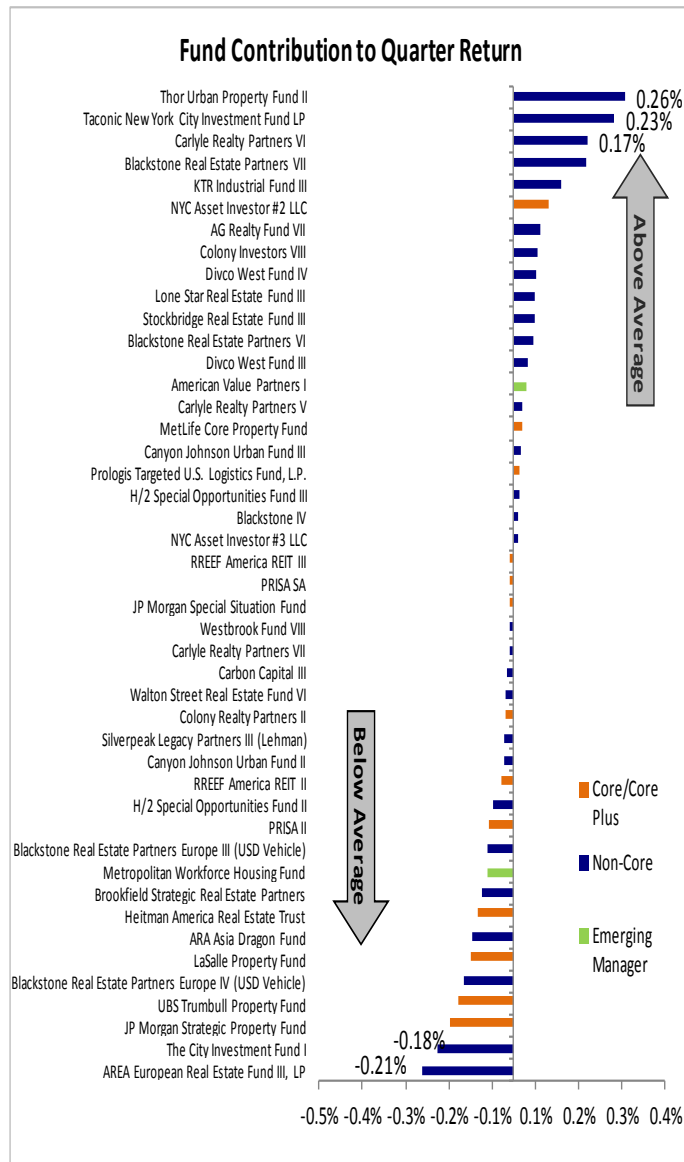 Fund Contribution to Quarter Return
Thor Urban Property Fund II
0.26%
Taconic New York City Investment Fund LP
0.23%
Carlyle Realty Partners VI
0.17%
Blackstone Real Estate Partners VII
KTR Industrial Fund III
NYC Asset Investor #2 LLC
AG Realty Fund VII
Colony Investors VIII
Divco West Fund IV
Lone Star Real Estate Fund III
Stockbridge Real Estate Fund III
Blackstone Real Estate Partners VI
Divco West Fund III
American Value Partners I
Carlyle Realty Partners V
MetLife Core Property Fund
Canyon Johnson Urban Fund III
Prologis Targeted U.S. Logistics Fund, L.P.
H/2 Special Opportunities Fund III
Blackstone IV
NYC Asset Investor #3 LLC
RREEF America REIT III
PRISA SA
JP Morgan Special Situation Fund
Westbrook Fund VIII
Carlyle Realty Partners VII
Carbon Capital III
Walton Street Real Estate Fund VI
Colony Realty Partners II
Silverpeak Legacy Partners III (Lehman)
Canyon Johnson Urban Fund II
RREEF America REIT II
H/2 Special Opportunities Fund II
PRISA II
Blackstone Real Estate Partners Europe III (USD Vehicle)
Metropolitan Workforce Housing Fund
Brookfield Strategic Real Estate Partners
Heitman America Real Estate Trust
ARA Asia Dragon Fund
LaSalle Property Fund
Blackstone Real Estate Partners Europe IV (USD Vehicle)
UBS Trumbull Property Fund
JP Morgan Strategic Property Fund
-0.18%
The City Investment Fund I
-0.21%
AREA European Real Estate Fund III, LP
Above Average
Below Average
Core/Core
Plus
Non-Core
Emerging
Manager
-0.5% -0.4% -0.3% -0.2% -0.1% 0.1% 0.2% 0.3% 0.4%